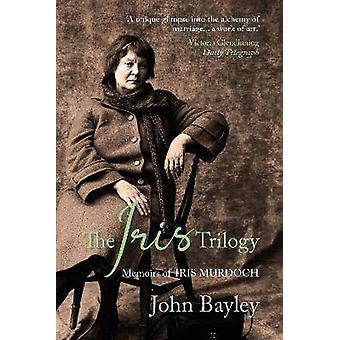 'A unique glimpse into the alchemy of
marriage... a work of art.'
Victoria Glendinning
Daily Telegraph
The Iris Trilogy
Memoirs of IRIS MURDOCH
John Bayley